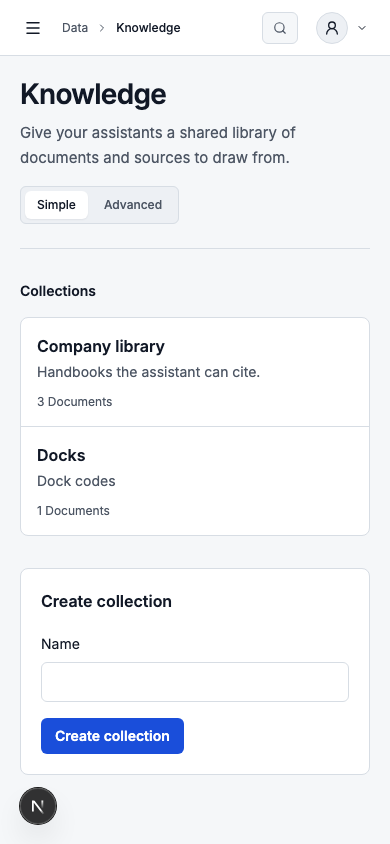 Data > Knowledge
Knowledge
Give your assistants a shared library of
documents and sources to draw from.
Simple Advanced
Collections
Company library
Handbooks the assistant can cite.
3 Documents
Docks
Dock codes
1 Documents
Create collection
Name
Create collection
N